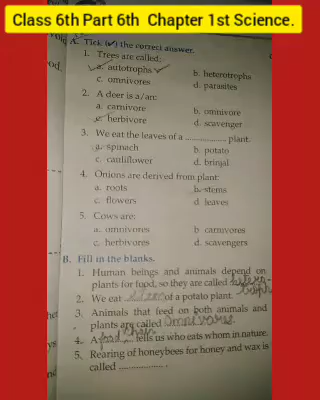 Class 6th Part 6th Chapter 1st Science.
A. Tick (✓) the correct answer.
1. Trees are called:
a. autotrophs ✓
b. heterotrophs
c. omnivores
d. parasites
2. A deer is a/an:
a. carnivore
b. omnivore
c. herbivore
d. scavenger
3. We eat the leaves of a .................. plant.
a. spinach
b. potato
c. cauliflower
d. brinjal
4. Onions are derived from plant:
a. roots
b. stems
c. flowers
d. leaves
5. Cows are:
a. omnivores
b. carnivores
c. herbivores
d. scavengers
B. Fill in the blanks.
1. Human beings and animals depend on
plants for food, so they are called
2. We eat stem of a potato plant.
3. Animals that feed on both animals and
plants are called Omnivores
4. A food chain tells us who eats whom in nature.
5. Rearing of honeybees for honey and wax is
called ..................